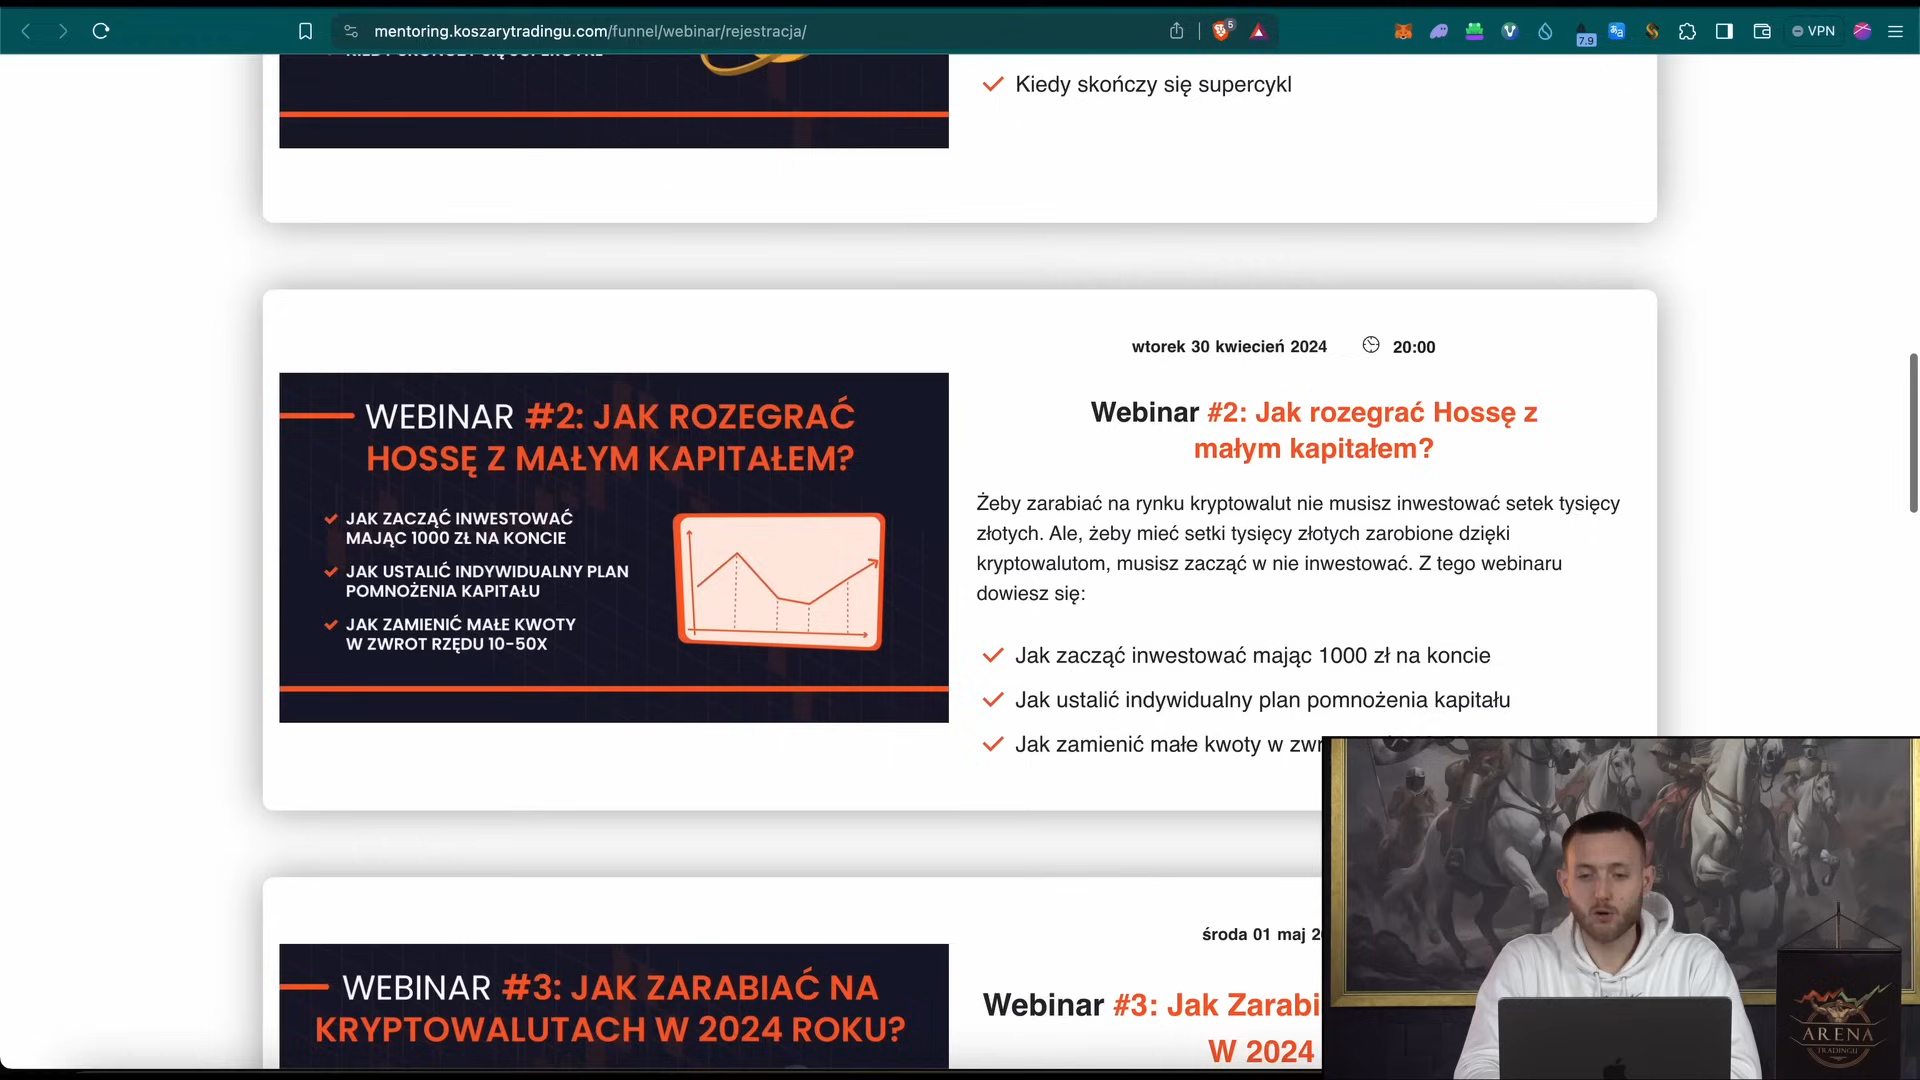 mentoring.koszarytradingu.com/funnel/webinar/rejestracja/
5
7.9
VPN
Kiedy skończy się supercykl
wtorek 30 kwiecień 2024
20:00
WEBINAR #2: JAK ROZEGRAĆ
HOSSĘ Z MAŁYM KAPITAŁEM?
JAK ZACZĄĆ INWESTOWAĆ
MAJĄC 1000 ZŁ NA KONCIE
JAK USTALIĆ INDYWIDUALNY PLAN
POMNOŻENIA KAPITAŁU
JAK ZAMIENIĆ MAŁE KWOTY
W ZWROT RZĘDU 10-50X
Webinar #2: Jak rozegrać Hossę z
małym kapitałem?
Żeby zarabiać na rynku kryptowalut nie musisz inwestować setek tysięcy
złotych. Ale, żeby mieć setki tysięcy złotych zarobione dzięki
kryptowalutom, musisz zacząć w nie inwestować. Z tego webinaru
dowiesz się:
Jak zacząć inwestować mając 1000 zł na koncie
Jak ustalić indywidualny plan pomnożenia kapitału
Jak zamienić małe kwoty w
środa 01 maj
WEBINAR #3: JAK ZARABIAĆ NA
KRYPTOWALUTACH W 2024 ROKU?
Webinar #3: Jak Zarabi
W 2024
ARENA
TRADINGU